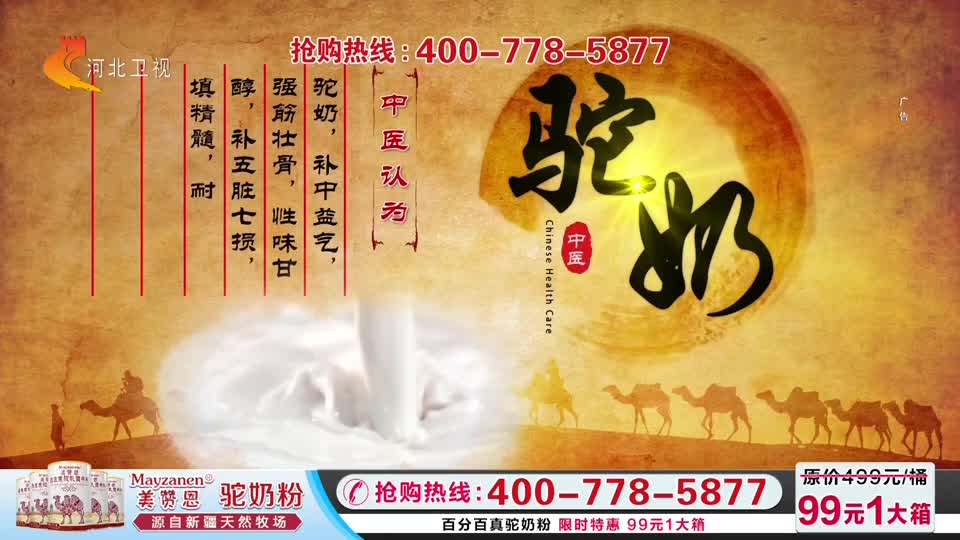 河北卫视
抢购热线：400-778-5877
广告
驼奶
中医
Chinese Health Care
中医认为
驼奶，补中益气，
强筋壮骨，性味甘
醇，补五脏七损，
填精髓，耐
Mayzanen®
美赞恩
驼奶粉
源自新疆天然牧场
抢购热线：400-778-5877
百分百真驼奶粉 限时特惠 99元1大箱
原价499元/桶
99元1大箱